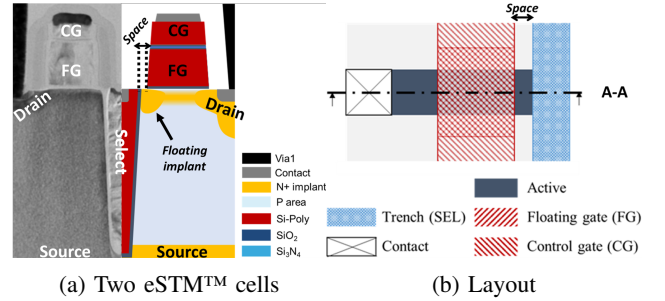 CG
FG
Drain
Select
Source
Space
CG
FG
Drain
Floating
implant
Source
Via1
Contact
N+ implant
P area
Si-Poly
SiO₂
Si₃N₄
(a) Two eSTM™ cells
Space
A-A
Active
Trench (SEL)
Floating gate (FG)
Contact
Control gate (CG)
(b) Layout